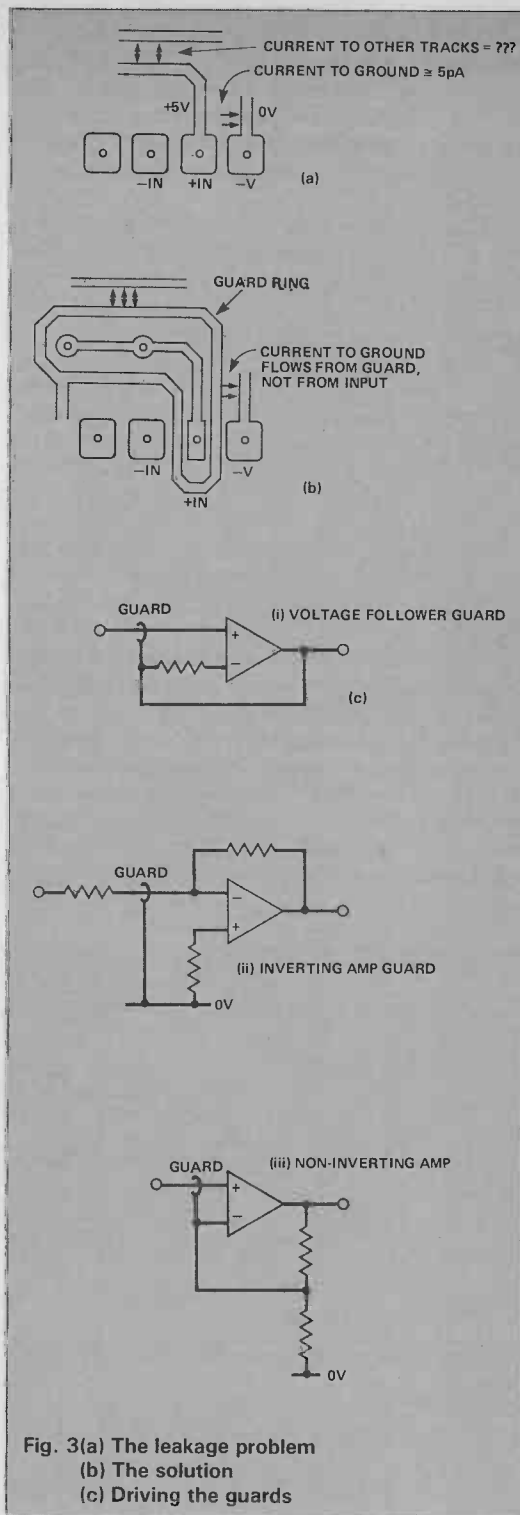 CURRENT TO OTHER TRACKS = ???
CURRENT TO GROUND ≅ 5pA
+5V
0V
−IN
+IN
−V
(a)
GUARD RING
CURRENT TO GROUND
FLOWS FROM GUARD,
NOT FROM INPUT
−IN
−V
+IN
(b)
GUARD
(i) VOLTAGE FOLLOWER GUARD
+
−
(c)
GUARD
−
+
(ii) INVERTING AMP GUARD
0V
GUARD
(iii) NON-INVERTING AMP
+
−
0V
Fig. 3(a) The leakage problem
(b) The solution
(c) Driving the guards